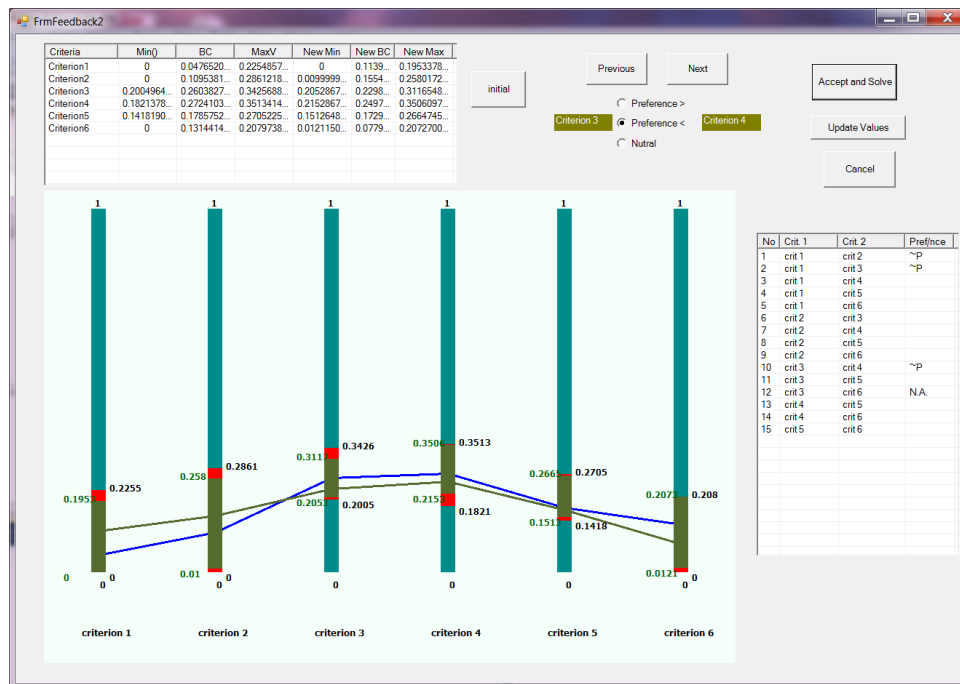 FrmFeedback2
Criteria Min() BC MaxV New Min New BC New Max
Criterion1 0 0.0476520... 0.2254857... 0 0.1139... 0.1953378...
Criterion2 0 0.1095381... 0.2861218... 0.0099999... 0.1554... 0.2580172...
Criterion3 0.2004964... 0.2603827... 0.3425688... 0.2052867... 0.2298... 0.3116548...
Criterion4 0.1821378... 0.2724103... 0.3513414... 0.2152867... 0.2497... 0.3506097...
Criterion5 0.1418190... 0.1785752... 0.2705225... 0.1512648... 0.1729... 0.2664745...
Criterion6 0 0.1314414... 0.2079738... 0.0121150... 0.0779... 0.2072700...
initial
Previous Next
Preference >
Criterion 3 Preference < Criterion 4
Nutral
Accept and Solve
Update Values
Cancel
1 1 1 1 1 1
0.3506 0.3513
0.3117 0.3426
0.258 0.2861
0.2665 0.2705
0.1953 0.2255
0.2073 0.208
0.2053 0.2005
0.2153 0.1821
0.1513 0.1418
0 0
0.01 0
0.0121 0
0 0 0 0 0 0
criterion 1 criterion 2 criterion 3 criterion 4 criterion 5 criterion 6
No Crit. 1 Crit. 2 Pref/nce
1 crit 1 crit 2 ~P
2 crit 1 crit 3 ~P
3 crit 1 crit 4
4 crit 1 crit 5
5 crit 1 crit 6
6 crit 2 crit 3
7 crit 2 crit 4
8 crit 2 crit 5
9 crit 2 crit 6
10 crit 3 crit 4 ~P
11 crit 3 crit 5
12 crit 3 crit 6 N.A.
13 crit 4 crit 5
14 crit 4 crit 6
15 crit 5 crit 6